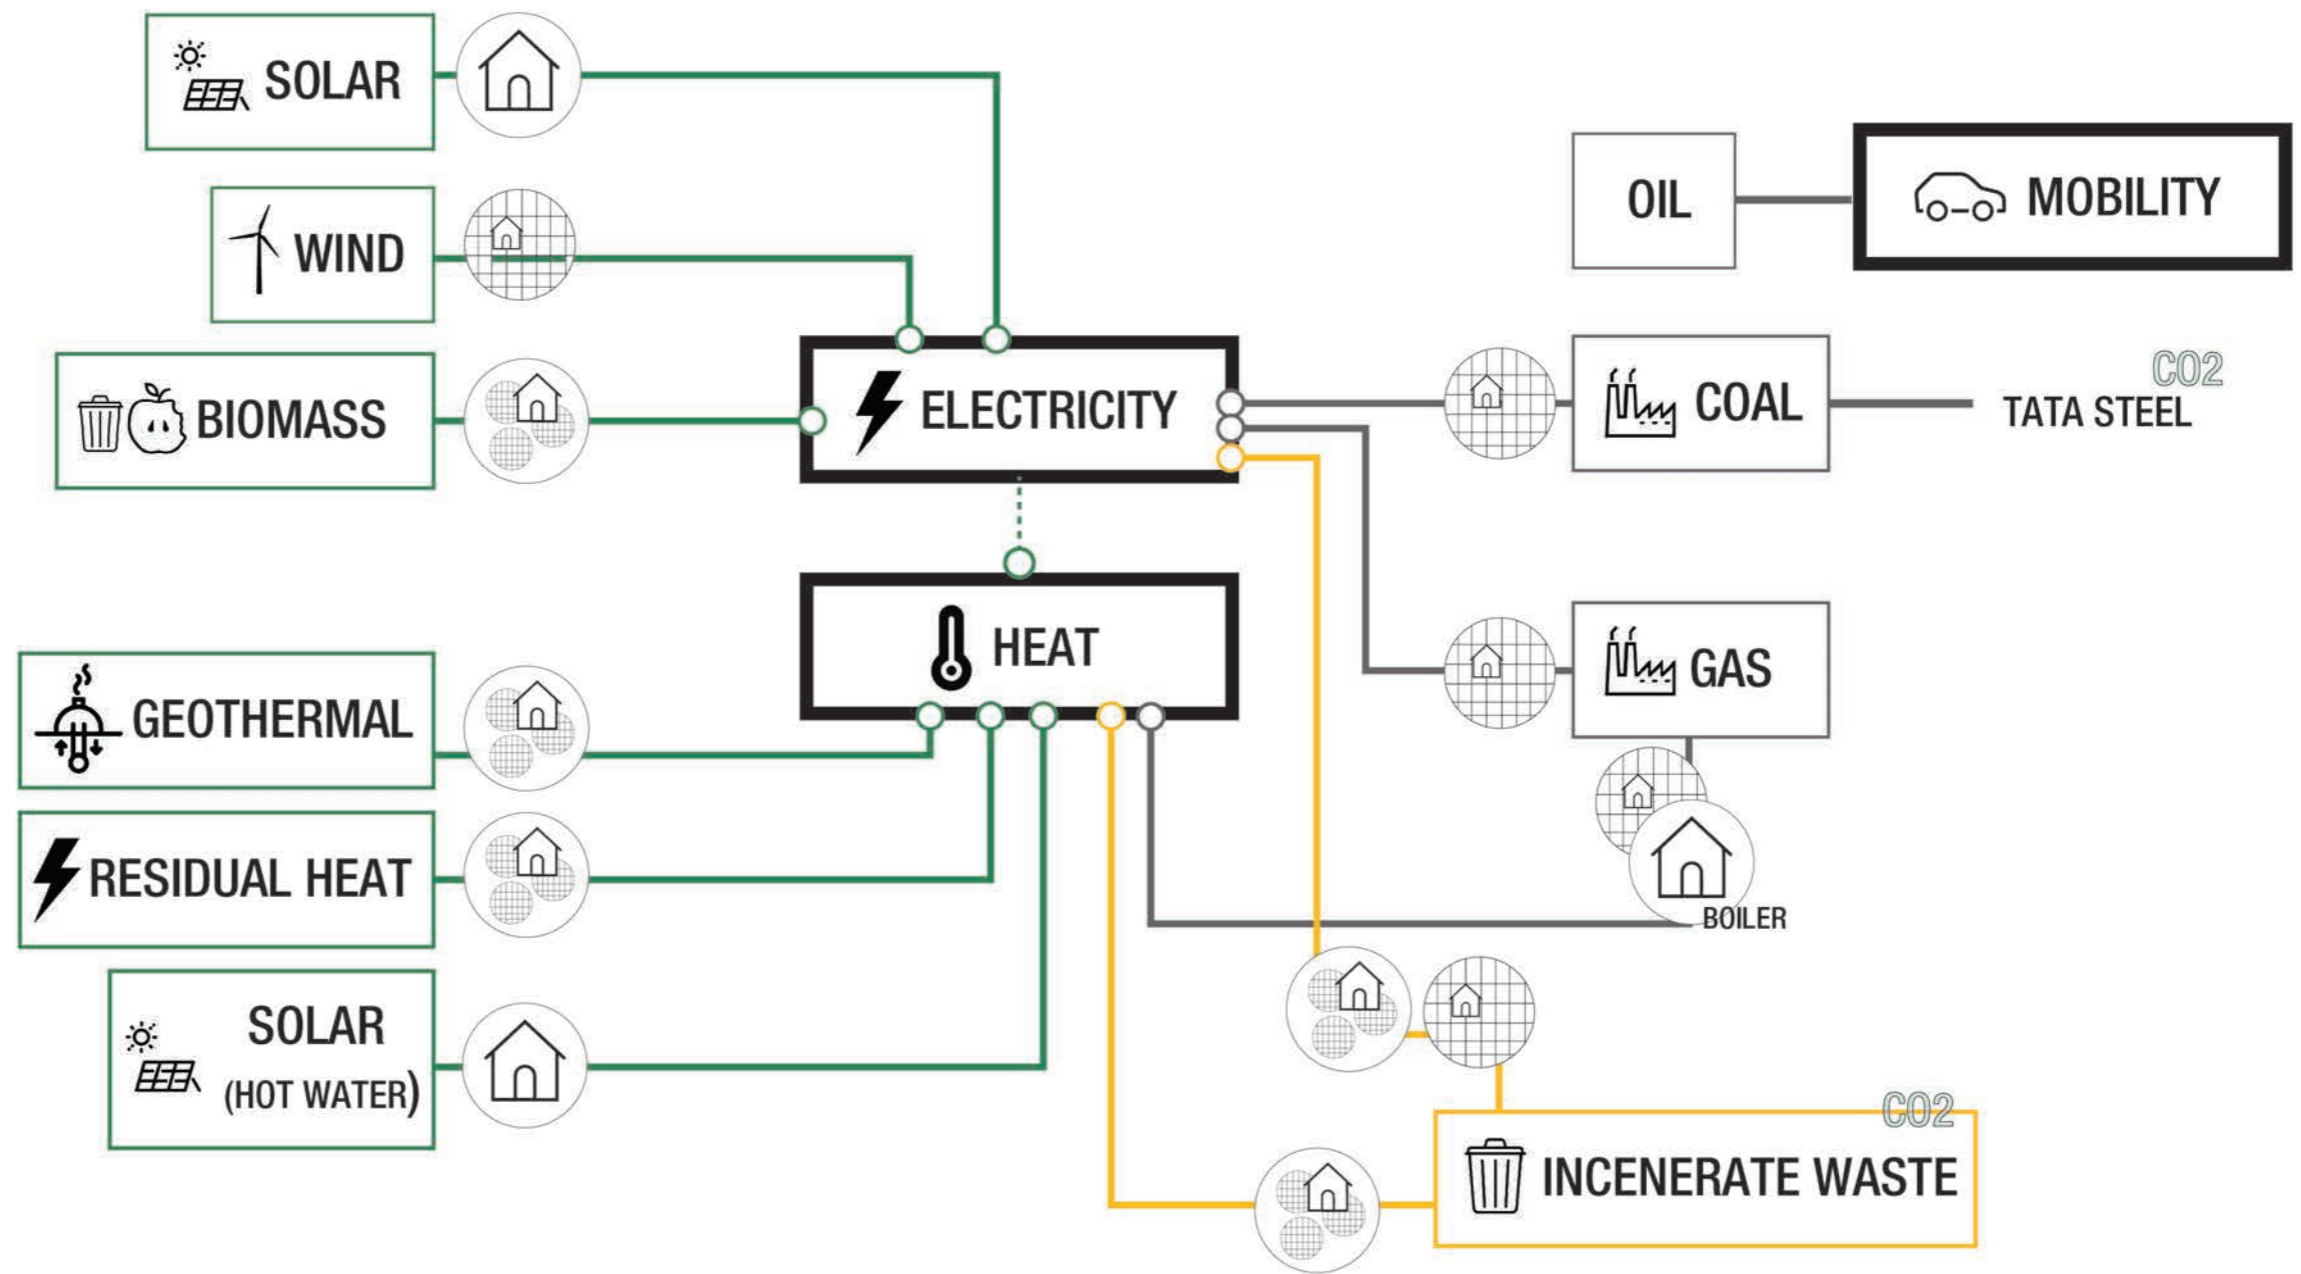 SOLAR
WIND
BIOMASS
ELECTRICITY
OIL
MOBILITY
COAL
CO2
TATA STEEL
HEAT
GAS
BOILER
GEOTHERMAL
RESIDUAL HEAT
SOLAR
(HOT WATER)
CO2
INCENERATE WASTE